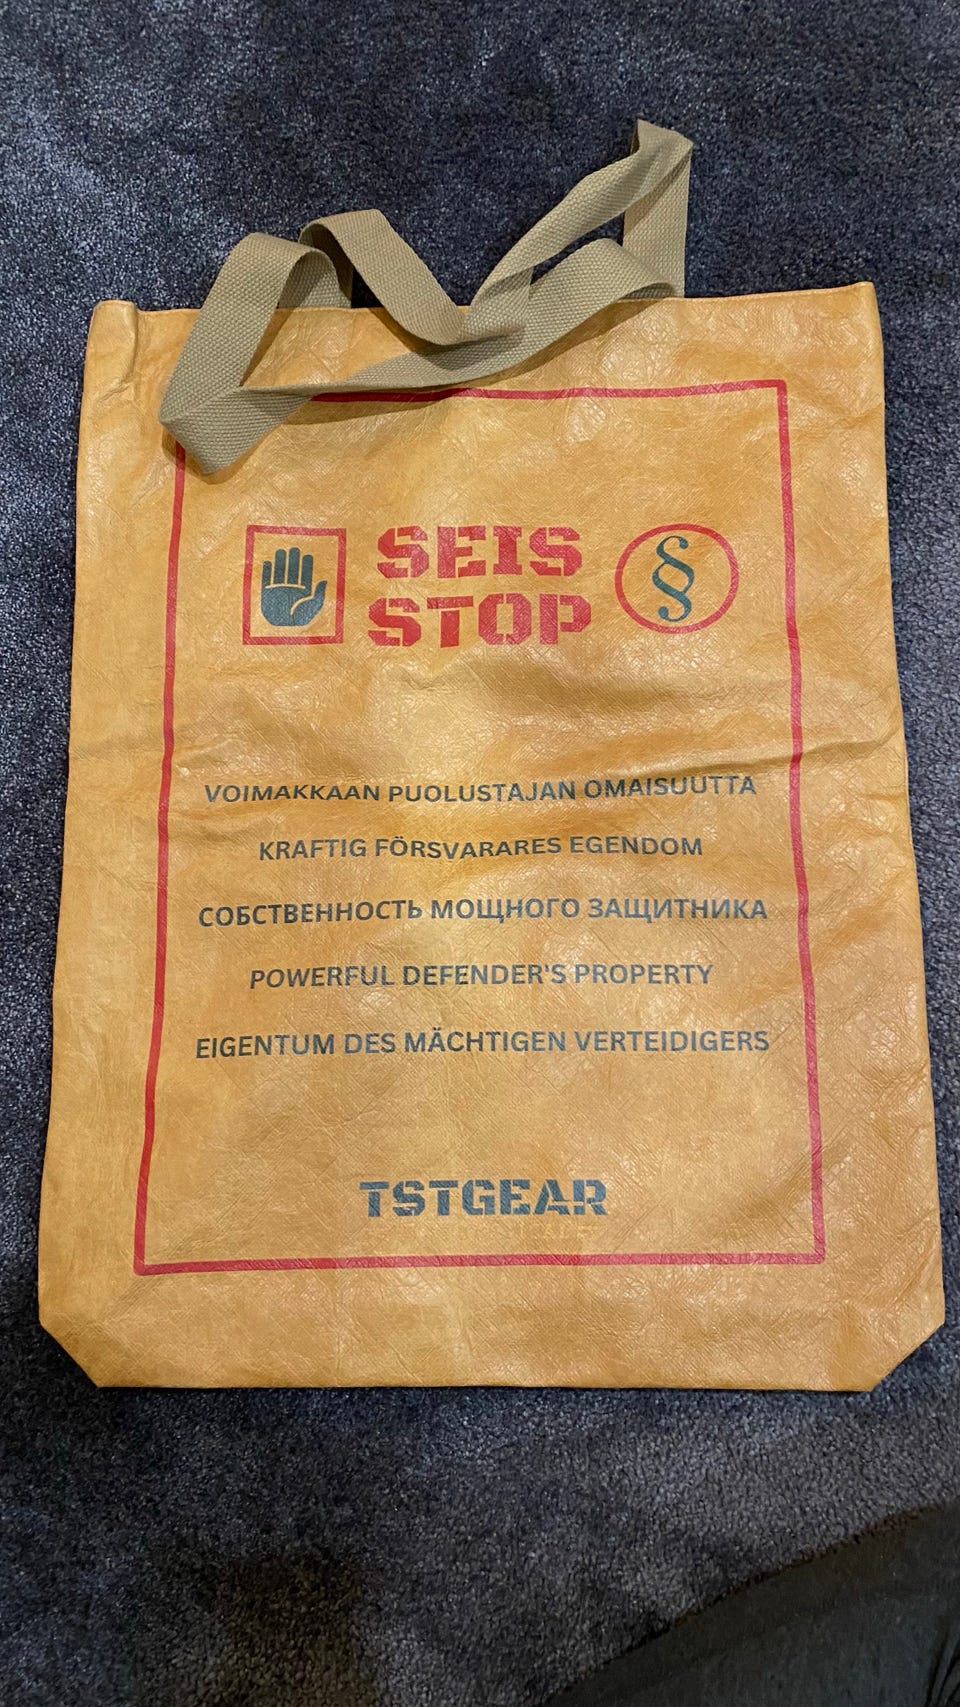 SEIS
STOP
§
VOIMAKKAAN PUOLUSTAJAN OMAISUUTTA
KRAFTIG FÖRSVARARES EGENDOM
СОБСТВЕННОСТЬ МОЩНОГО ЗАЩИТНИКА
POWERFUL DEFENDER'S PROPERTY
EIGENTUM DES MÄCHTIGEN VERTEIDIGERS
TSTGEAR